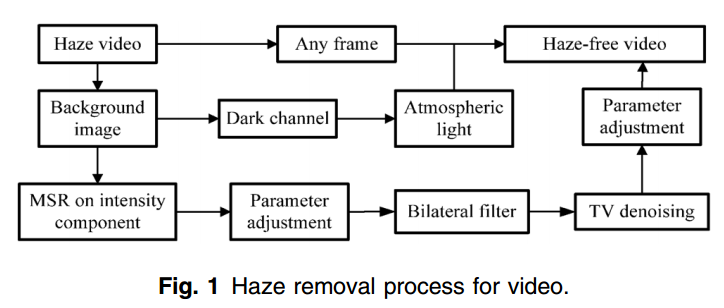 Haze video
Any frame
Haze-free video
Background
image
Dark channel
Atmospheric
light
Parameter
adjustment
MSR on intensity
component
Parameter
adjustment
Bilateral filter
TV denoising
Fig. 1 Haze removal process for video.